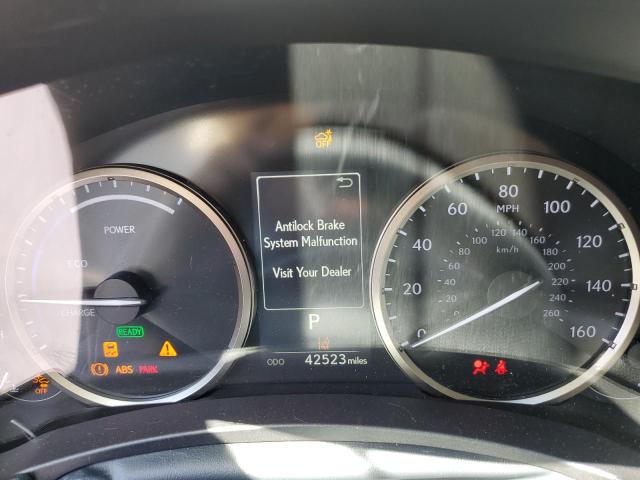 OFF
Antilock Brake
System Malfunction
Visit Your Dealer
POWER
ECO
CHARGE
READY
ABS PARK
OFF
P
ODO 42523 miles
0 20 40 60 80 100 120 140 160
MPH
0 20 40 60 80 100 120 140 160 180 200 220 240 260
km/h